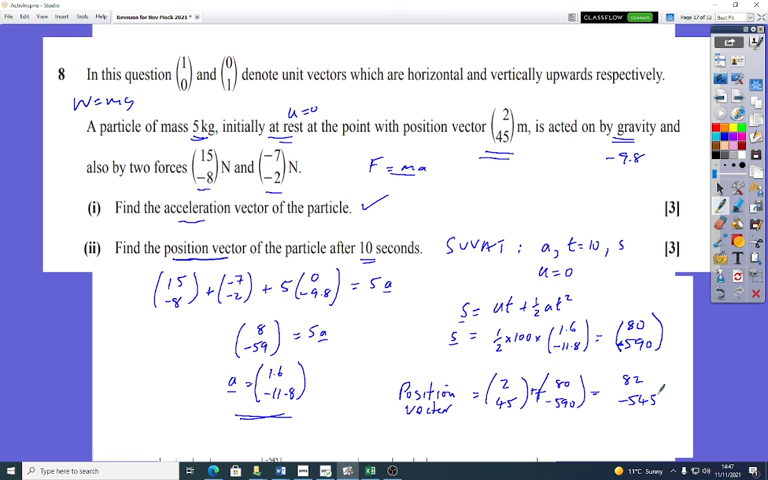 ActivInspire - Studio
File Edit View Insert Tools Help Revision for Nov Mock 2021 * CLASSFLOW Connect Page 17 of 32 Best Fit
8 In this question (1 0) and (0 1) denote unit vectors which are horizontal and vertically upwards respectively.
W=mg
u=0
A particle of mass 5 kg, initially at rest at the point with position vector (2 45) m, is acted on by gravity and
-9.8
also by two forces (15 -8) N and (-7 -2) N.
F = ma
(i) Find the acceleration vector of the particle. ✓ [3]
(ii) Find the position vector of the particle after 10 seconds. [3]
SUVAT : a, t=10, s
u=0
(15 -8) + (-7 -2) + 5(0 -9.8) = 5a
(8 -59) = 5a
a = (1.6 -11.8)
s = ut + ½at²
s = ½ × 100 × (1.6 -11.8) = (80 -590)
Position vector = (2 45) + (80 -590) = 82 -545
Type here to search
11°C Sunny
14:47
11/11/2021